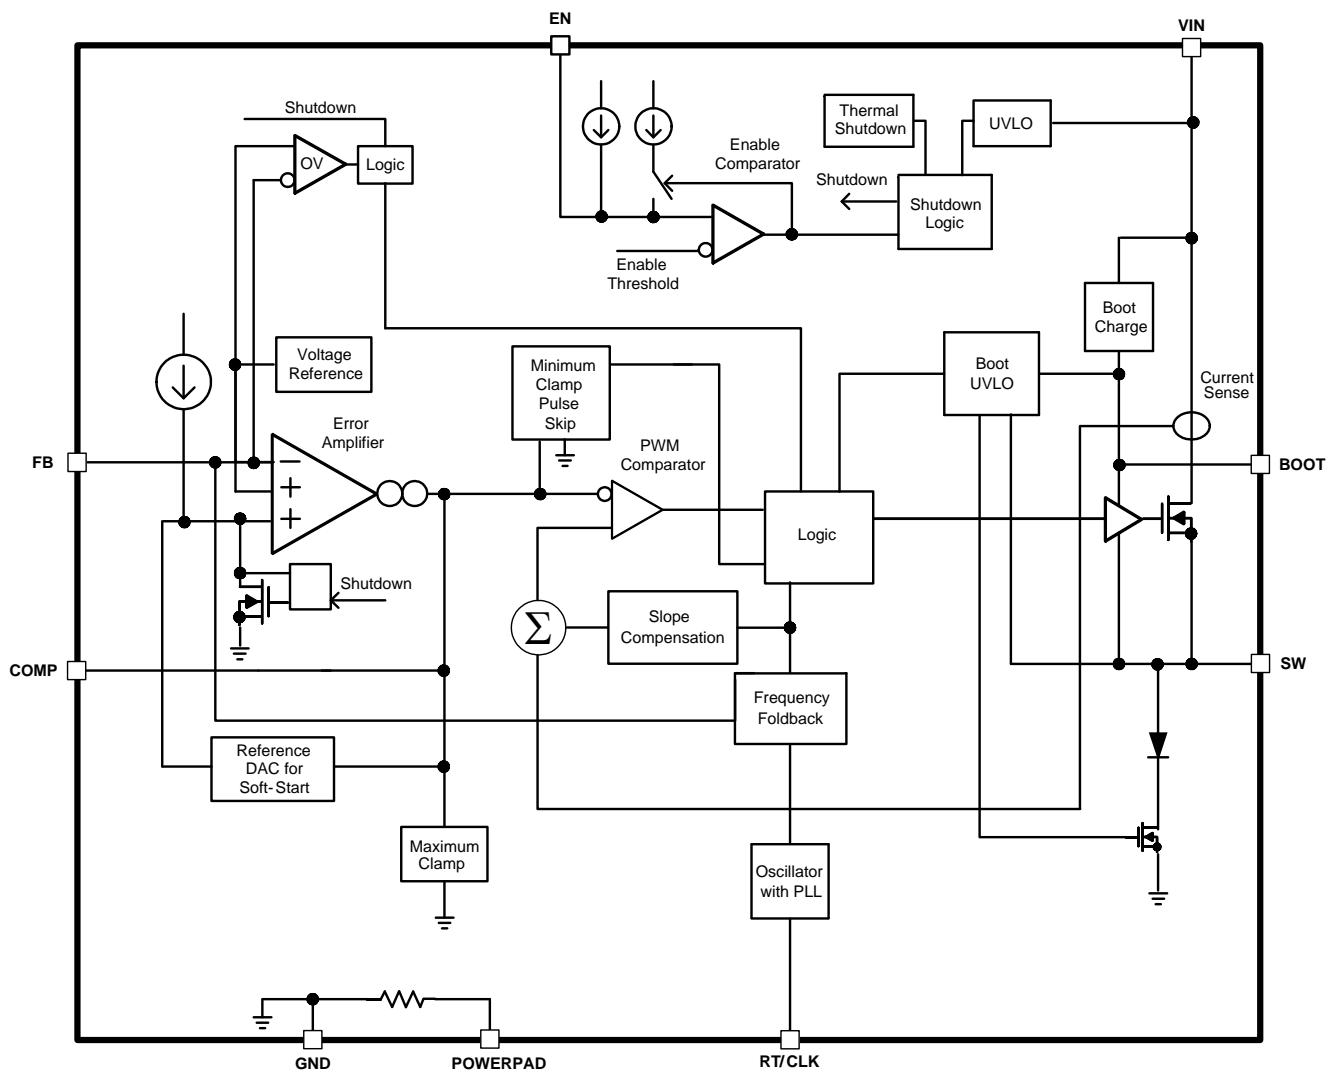 EN
VIN
Shutdown
OV
Logic
Thermal
Shutdown
UVLO
Enable
Comparator
Shutdown
Shutdown
Logic
Enable
Threshold
Boot
Charge
Voltage
Reference
Minimum
Clamp
Pulse
Skip
Boot
UVLO
Current
Sense
Error
Amplifier
PWM
Comparator
FB
BOOT
−
+
+
Logic
Shutdown
Σ
Slope
Compensation
COMP
SW
Frequency
Foldback
Reference
DAC for
Soft-Start
Maximum
Clamp
Oscillator
with PLL
GND
POWERPAD
RT/CLK